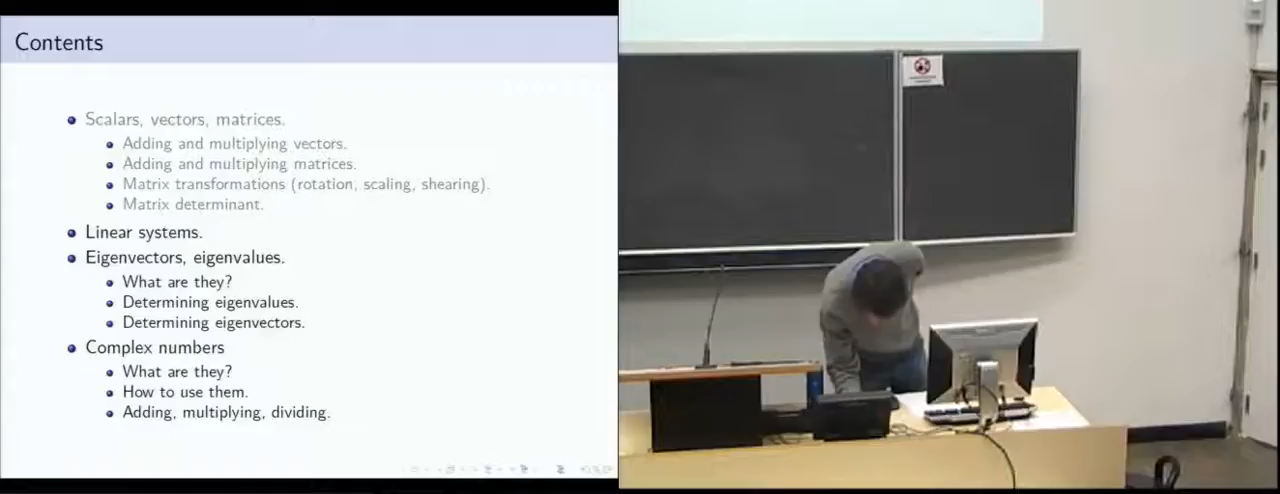 Contents
Scalars, vectors, matrices.
Adding and multiplying vectors.
Adding and multiplying matrices.
Matrix transformations (rotation, scaling, shearing).
Matrix determinant.
Linear systems.
Eigenvectors, eigenvalues.
What are they?
Determining eigenvalues.
Determining eigenvectors.
Complex numbers
What are they?
How to use them.
Adding, multiplying, dividing.